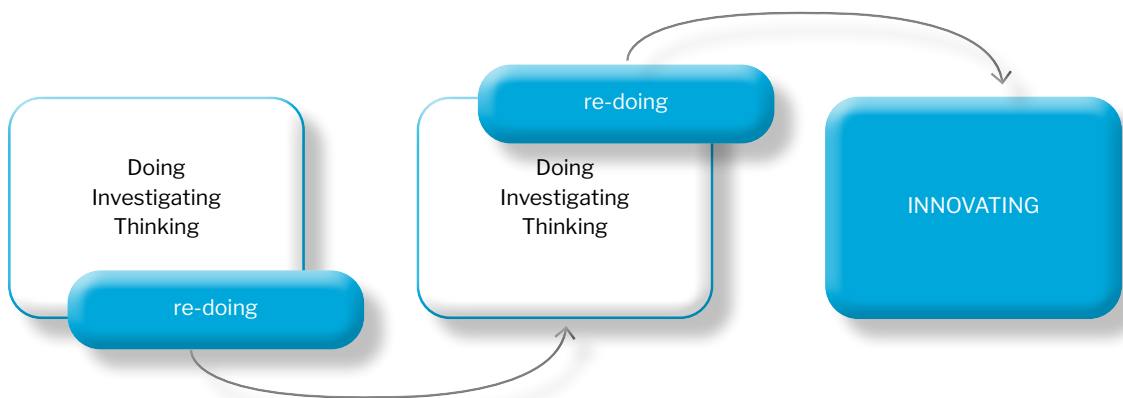 Doing
Investigating
Thinking
re-doing
re-doing
Doing
Investigating
Thinking
INNOVATING